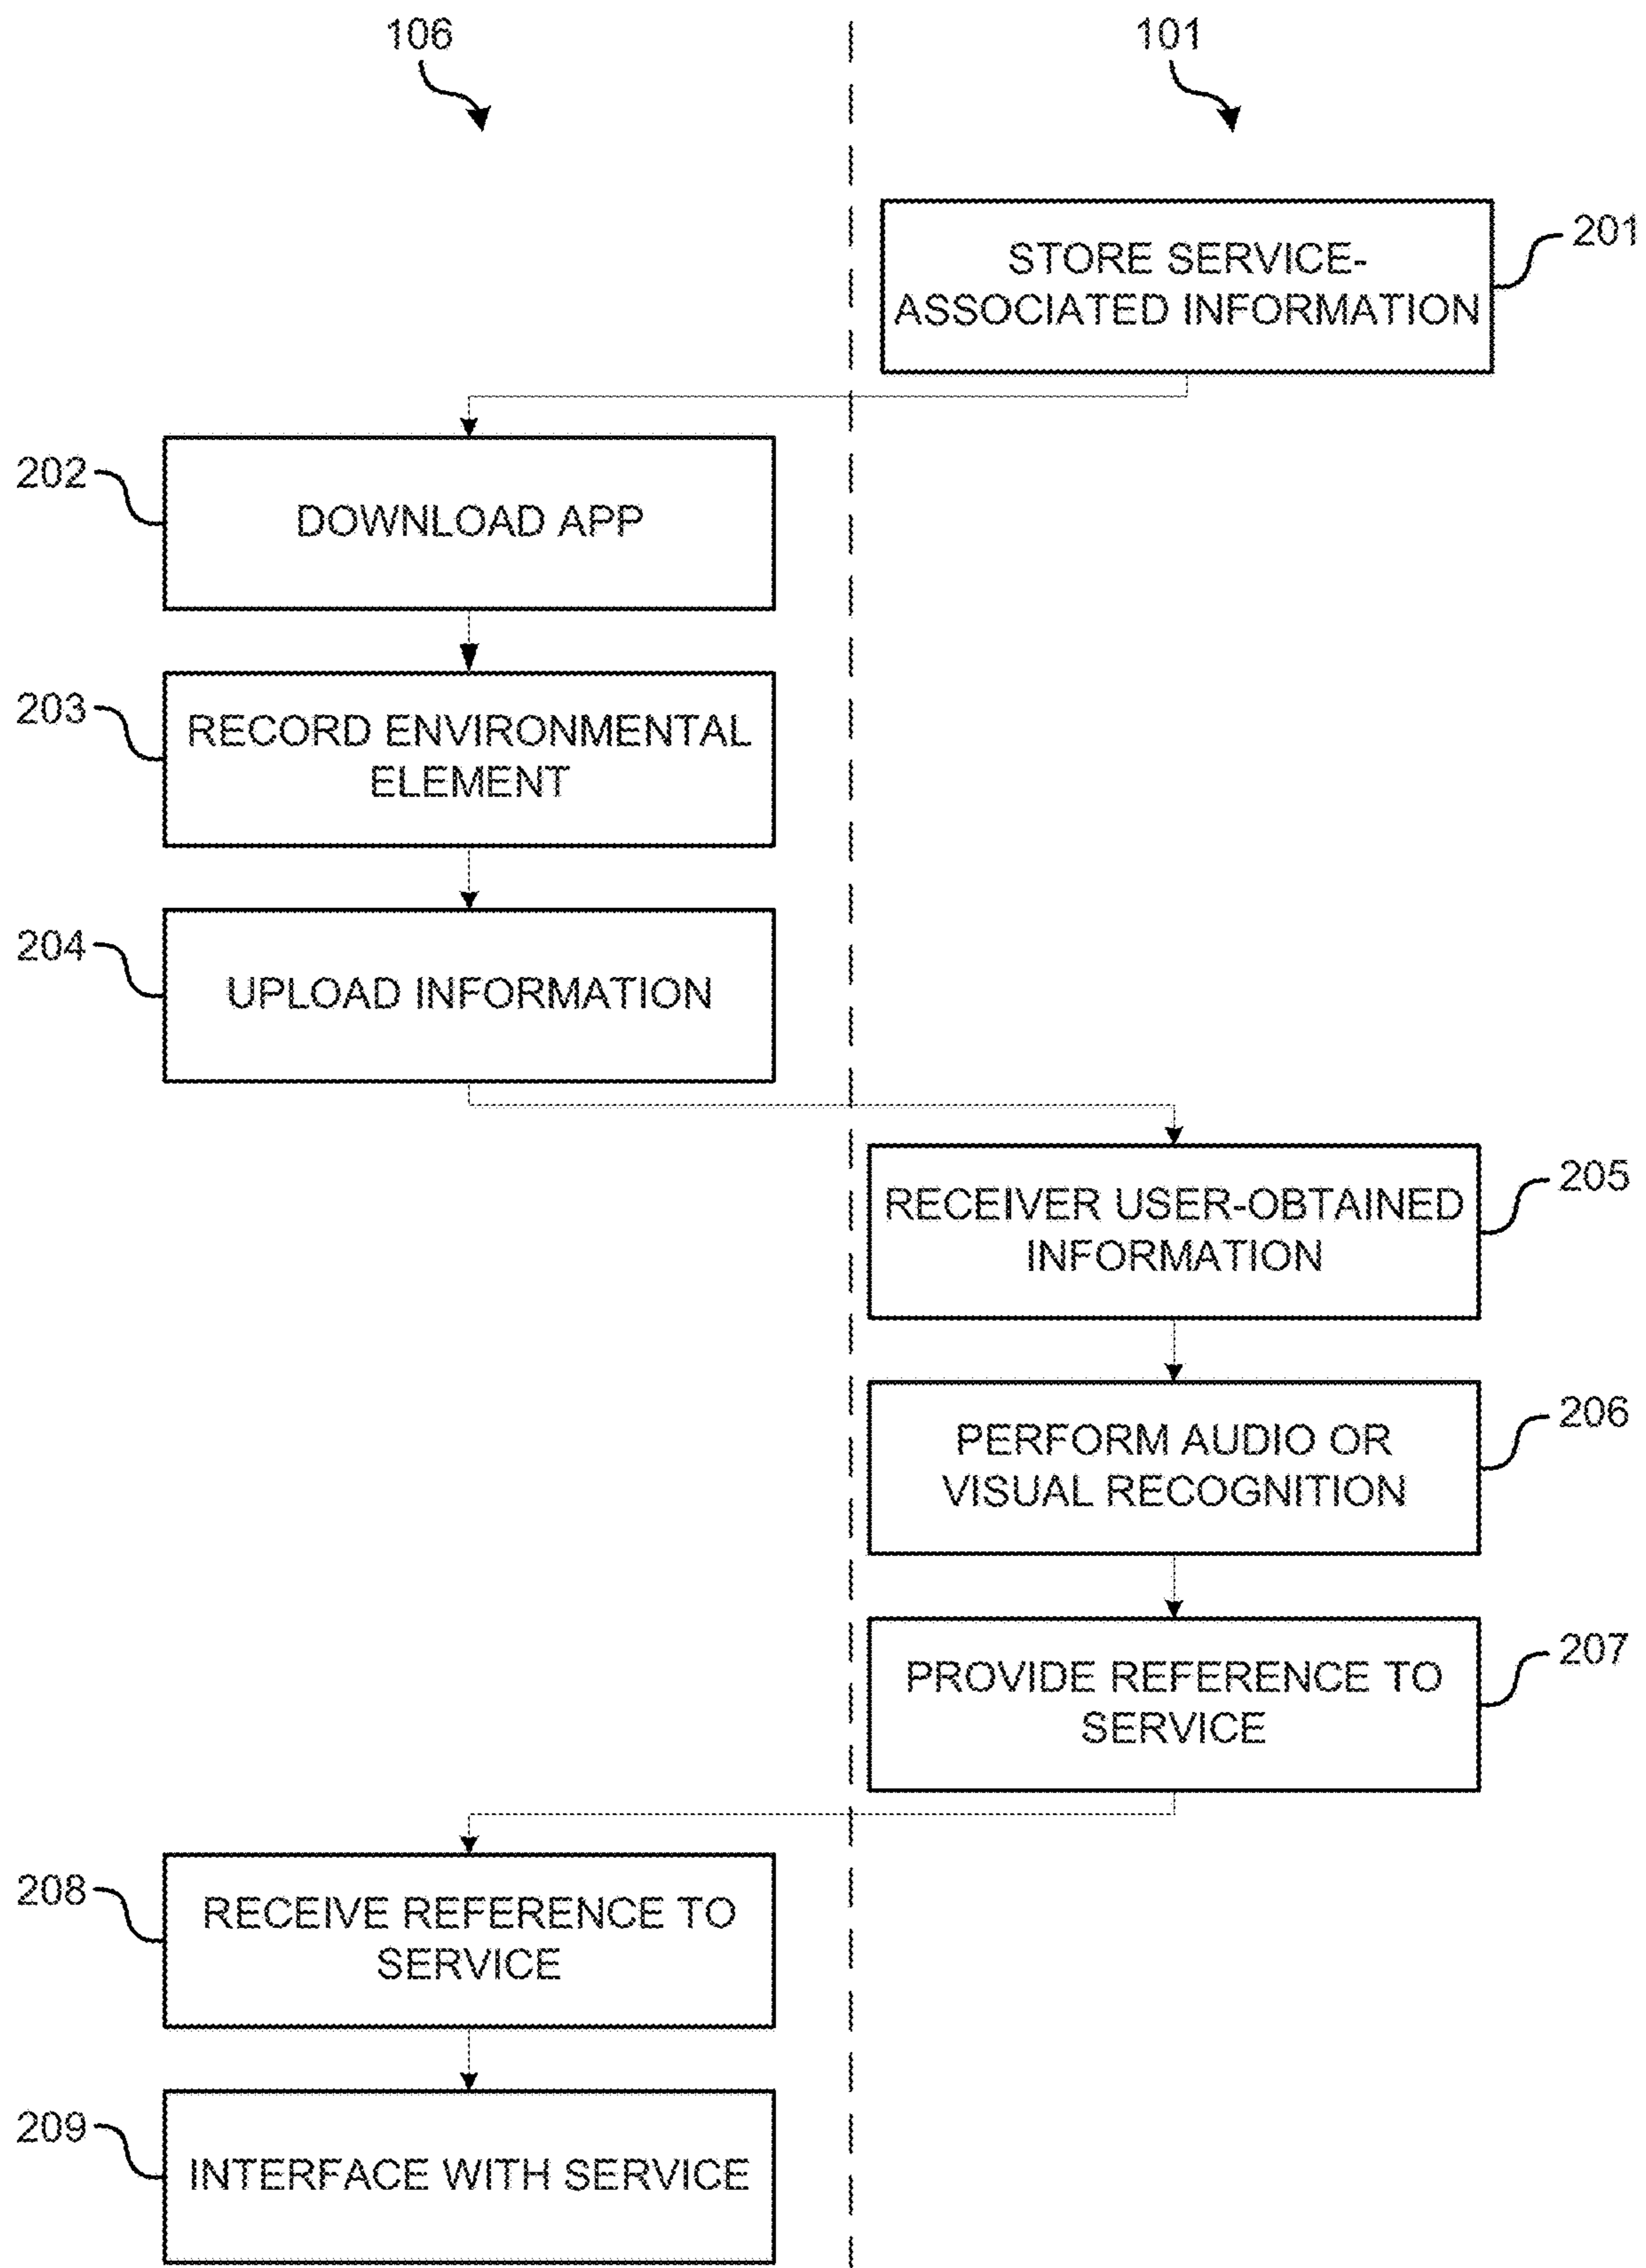 106
101
STORE SERVICE-
ASSOCIATED INFORMATION
201
202
DOWNLOAD APP
203
RECORD ENVIRONMENTAL
ELEMENT
204
UPLOAD INFORMATION
RECEIVER USER-OBTAINED
INFORMATION
205
PERFORM AUDIO OR
VISUAL RECOGNITION
206
PROVIDE REFERENCE TO
SERVICE
207
208
RECEIVE REFERENCE TO
SERVICE
209
INTERFACE WITH SERVICE